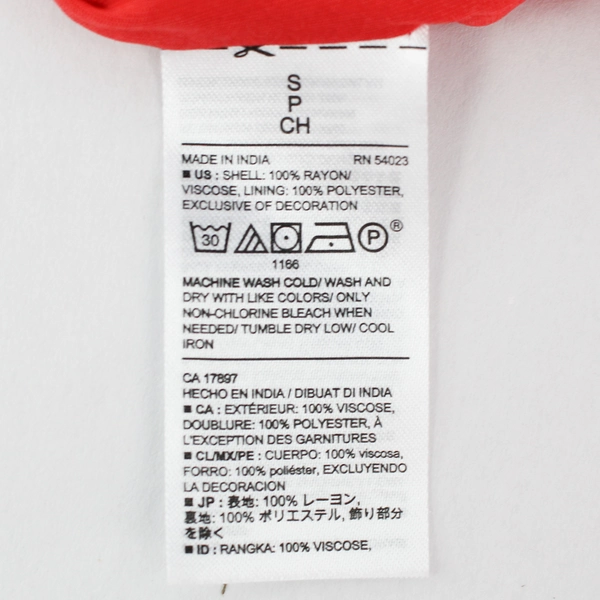 S
P
CH
MADE IN INDIA RN 54023
■ US : SHELL: 100% RAYON/
VISCOSE, LINING: 100% POLYESTER,
EXCLUSIVE OF DECORATION
30 P ®
1166
MACHINE WASH COLD/ WASH AND
DRY WITH LIKE COLORS/ ONLY
NON-CHLORINE BLEACH WHEN
NEEDED/ TUMBLE DRY LOW/ COOL
IRON
CA 17897
HECHO EN INDIA / DIBUAT DI INDIA
■ CA : EXTÉRIEUR: 100% VISCOSE,
DOUBLURE: 100% POLYESTER, À
L'EXCEPTION DES GARNITURES
■ CL/MX/PE : CUERPO: 100% viscosa,
FORRO: 100% poliéster, EXCLUYENDO
LA DECORACION
■ JP : 表地: 100% レーヨン,
裏地: 100% ポリエステル, 飾り部分
を除く
■ ID : RANGKA: 100% VISCOSE,